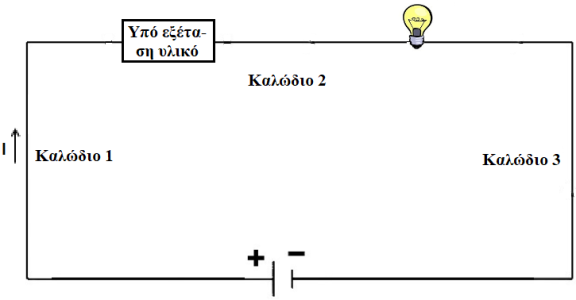 Υπό εξέτα-
ση υλικό
Καλώδιο 2
Καλώδιο 1
I
Καλώδιο 3
+ −